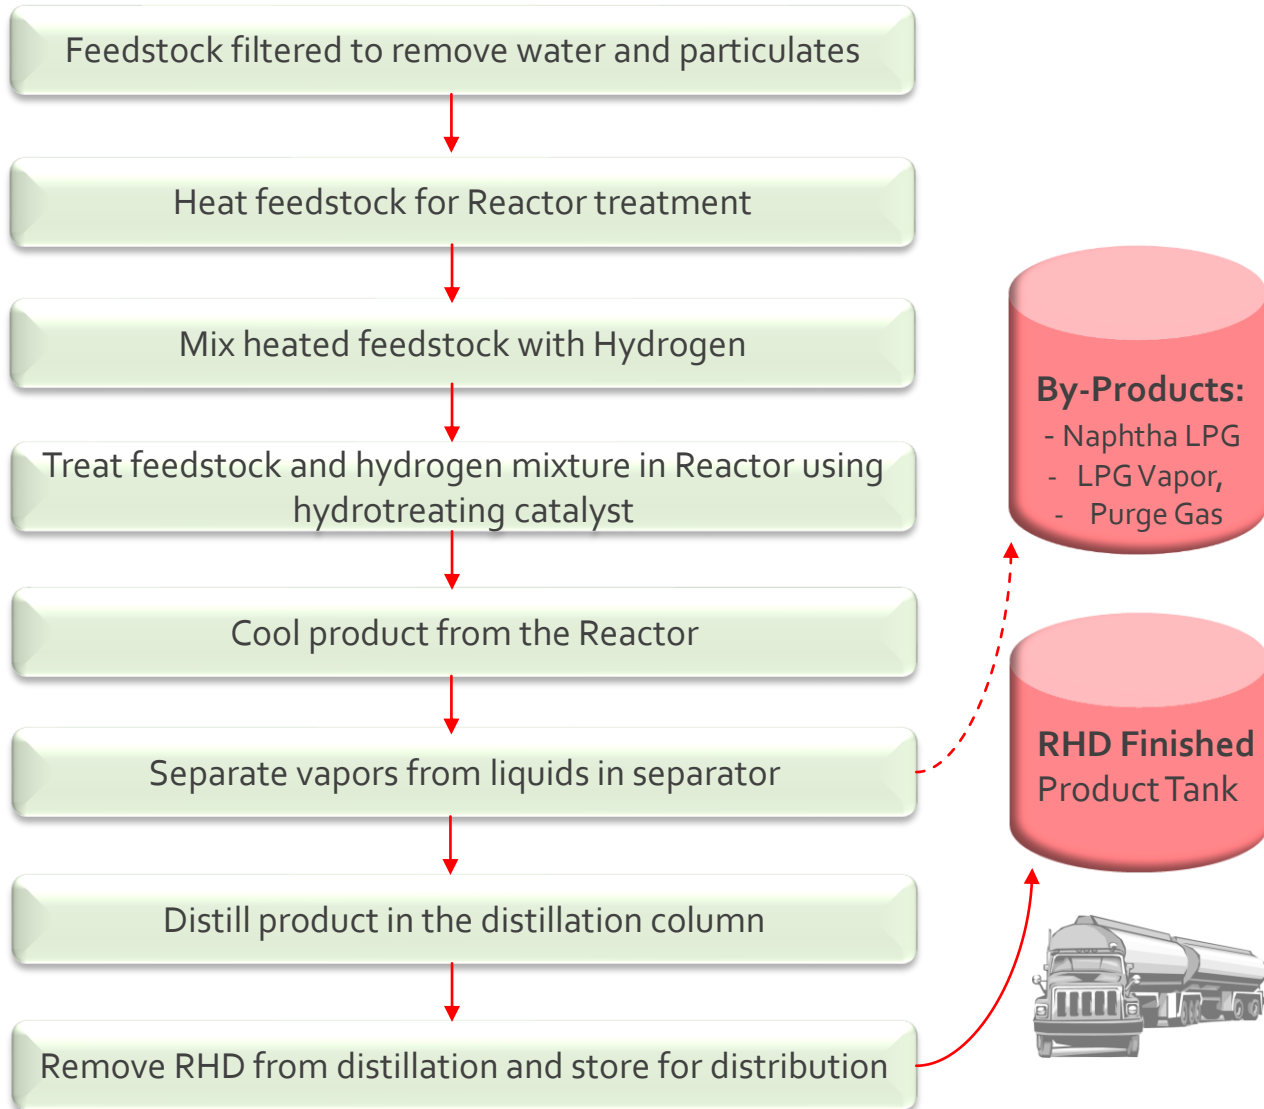 Feedstock filtered to remove water and particulates
Heat feedstock for Reactor treatment
Mix heated feedstock with Hydrogen
Treat feedstock and hydrogen mixture in Reactor using
hydrotreating catalyst
Cool product from the Reactor
Separate vapors from liquids in separator
Distill product in the distillation column
Remove RHD from distillation and store for distribution
By-Products:
- Naphtha LPG
- LPG Vapor,
- Purge Gas
RHD Finished
Product Tank